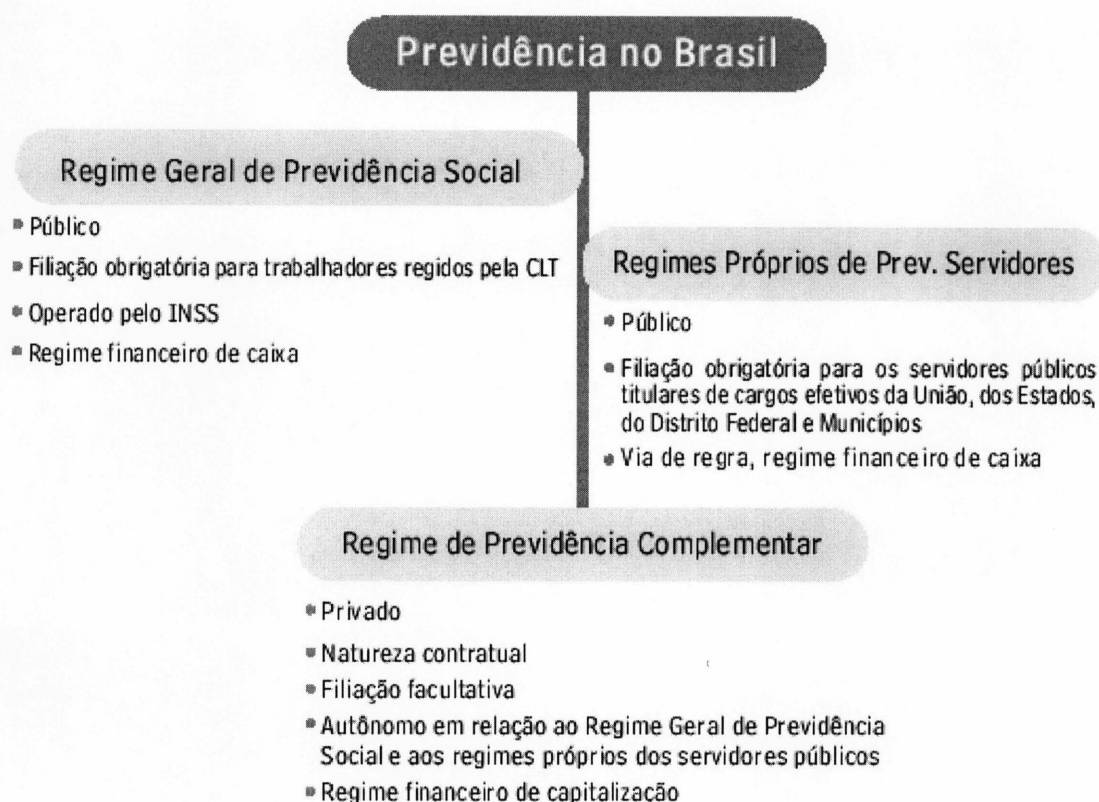 Previdência no Brasil
Regime Geral de Previdência Social
▪ Público
▪ Filiação obrigatória para trabalhadores regidos pela CLT
▪ Operado pelo INSS
▪ Regime financeiro de caixa
Regimes Próprios de Prev. Servidores
▪ Público
▪ Filiação obrigatória para os servidores públicos
titulares de cargos efetivos da União, dos Estados,
do Distrito Federal e Municípios
▪ Via de regra, regime financeiro de caixa
Regime de Previdência Complementar
▪ Privado
▪ Natureza contratual
▪ Filiação facultativa
▪ Autônomo em relação ao Regime Geral de Previdência
Social e aos regimes próprios dos servidores públicos
▪ Regime financeiro de capitalização